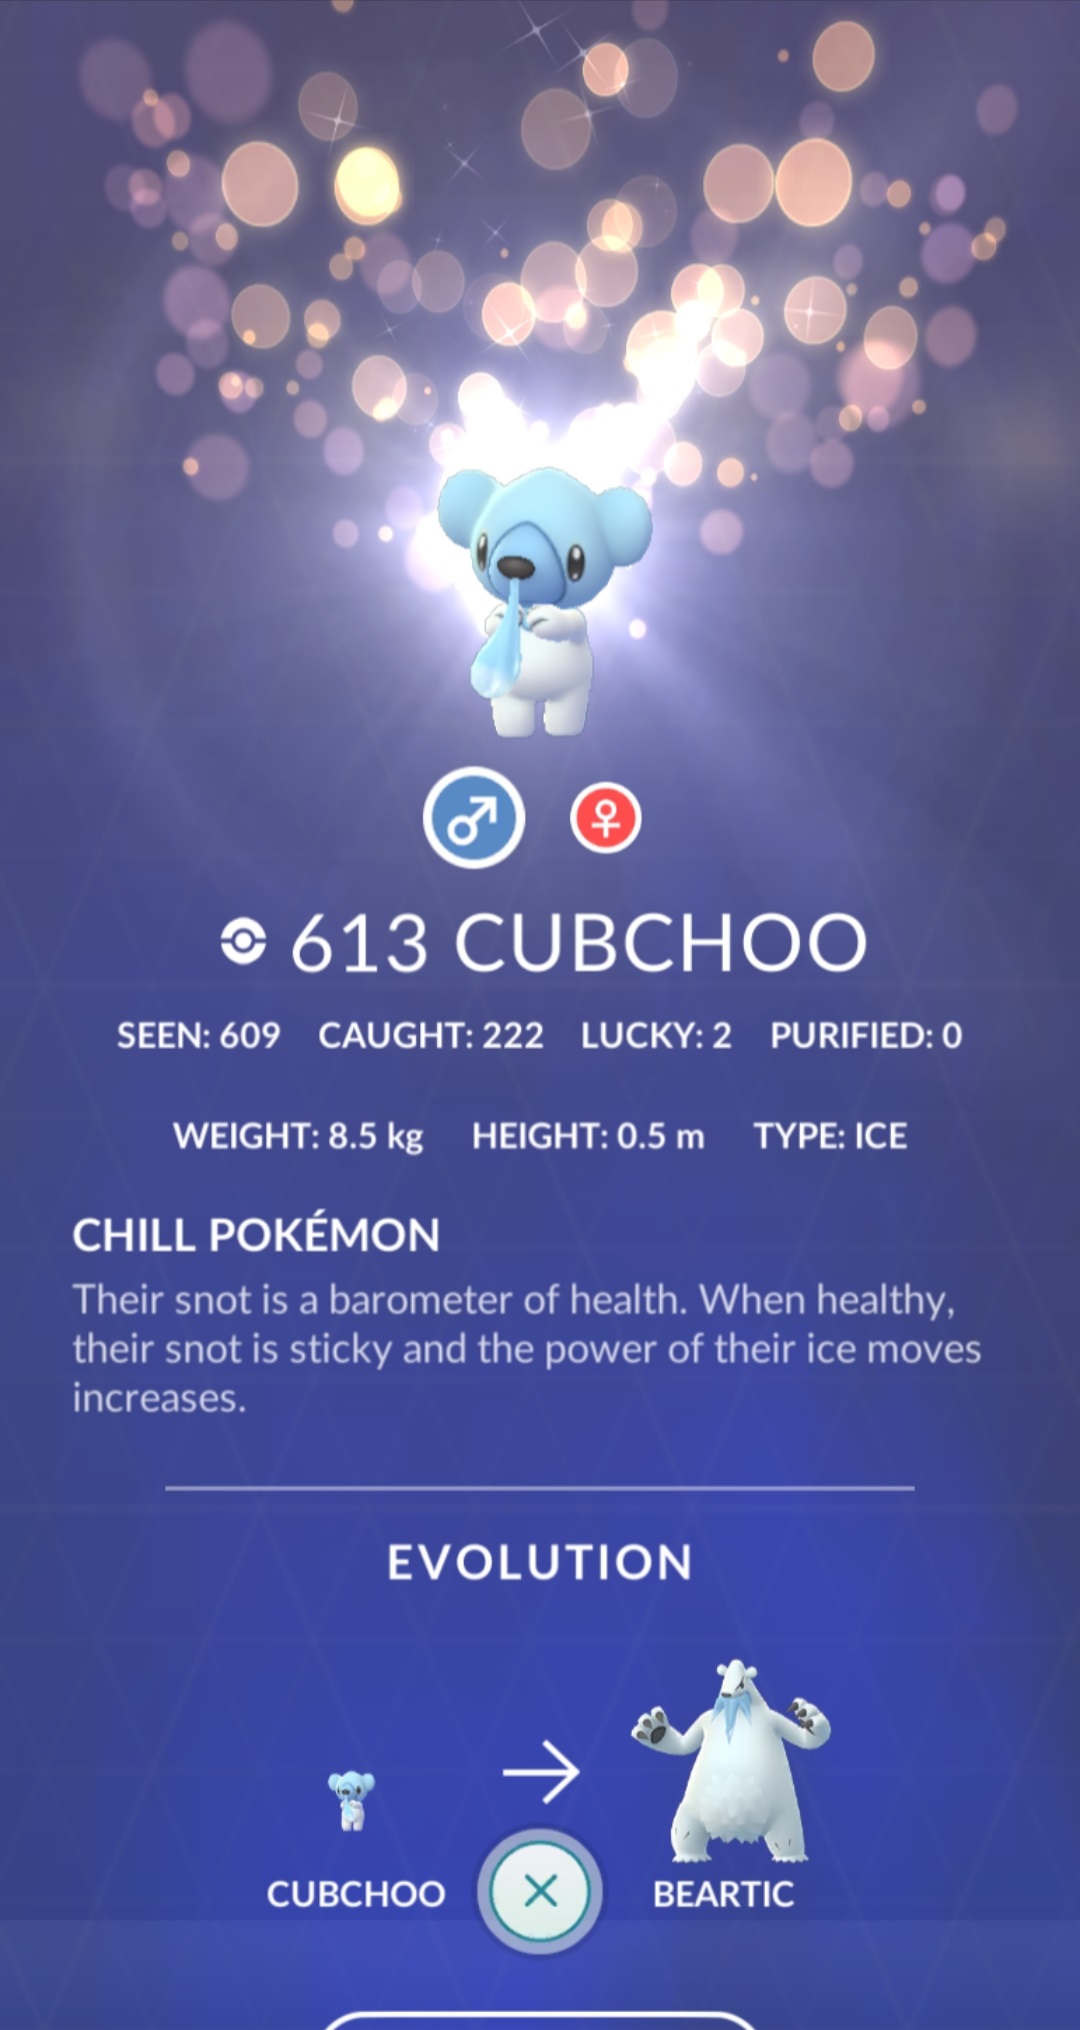 613 CUBCHOO
SEEN: 609 CAUGHT: 222 LUCKY: 2 PURIFIED: 0
WEIGHT: 8.5 kg HEIGHT: 0.5 m TYPE: ICE
CHILL POKÉMON
Their snot is a barometer of health. When healthy,
their snot is sticky and the power of their ice moves
increases.
EVOLUTION
CUBCHOO BEARTIC